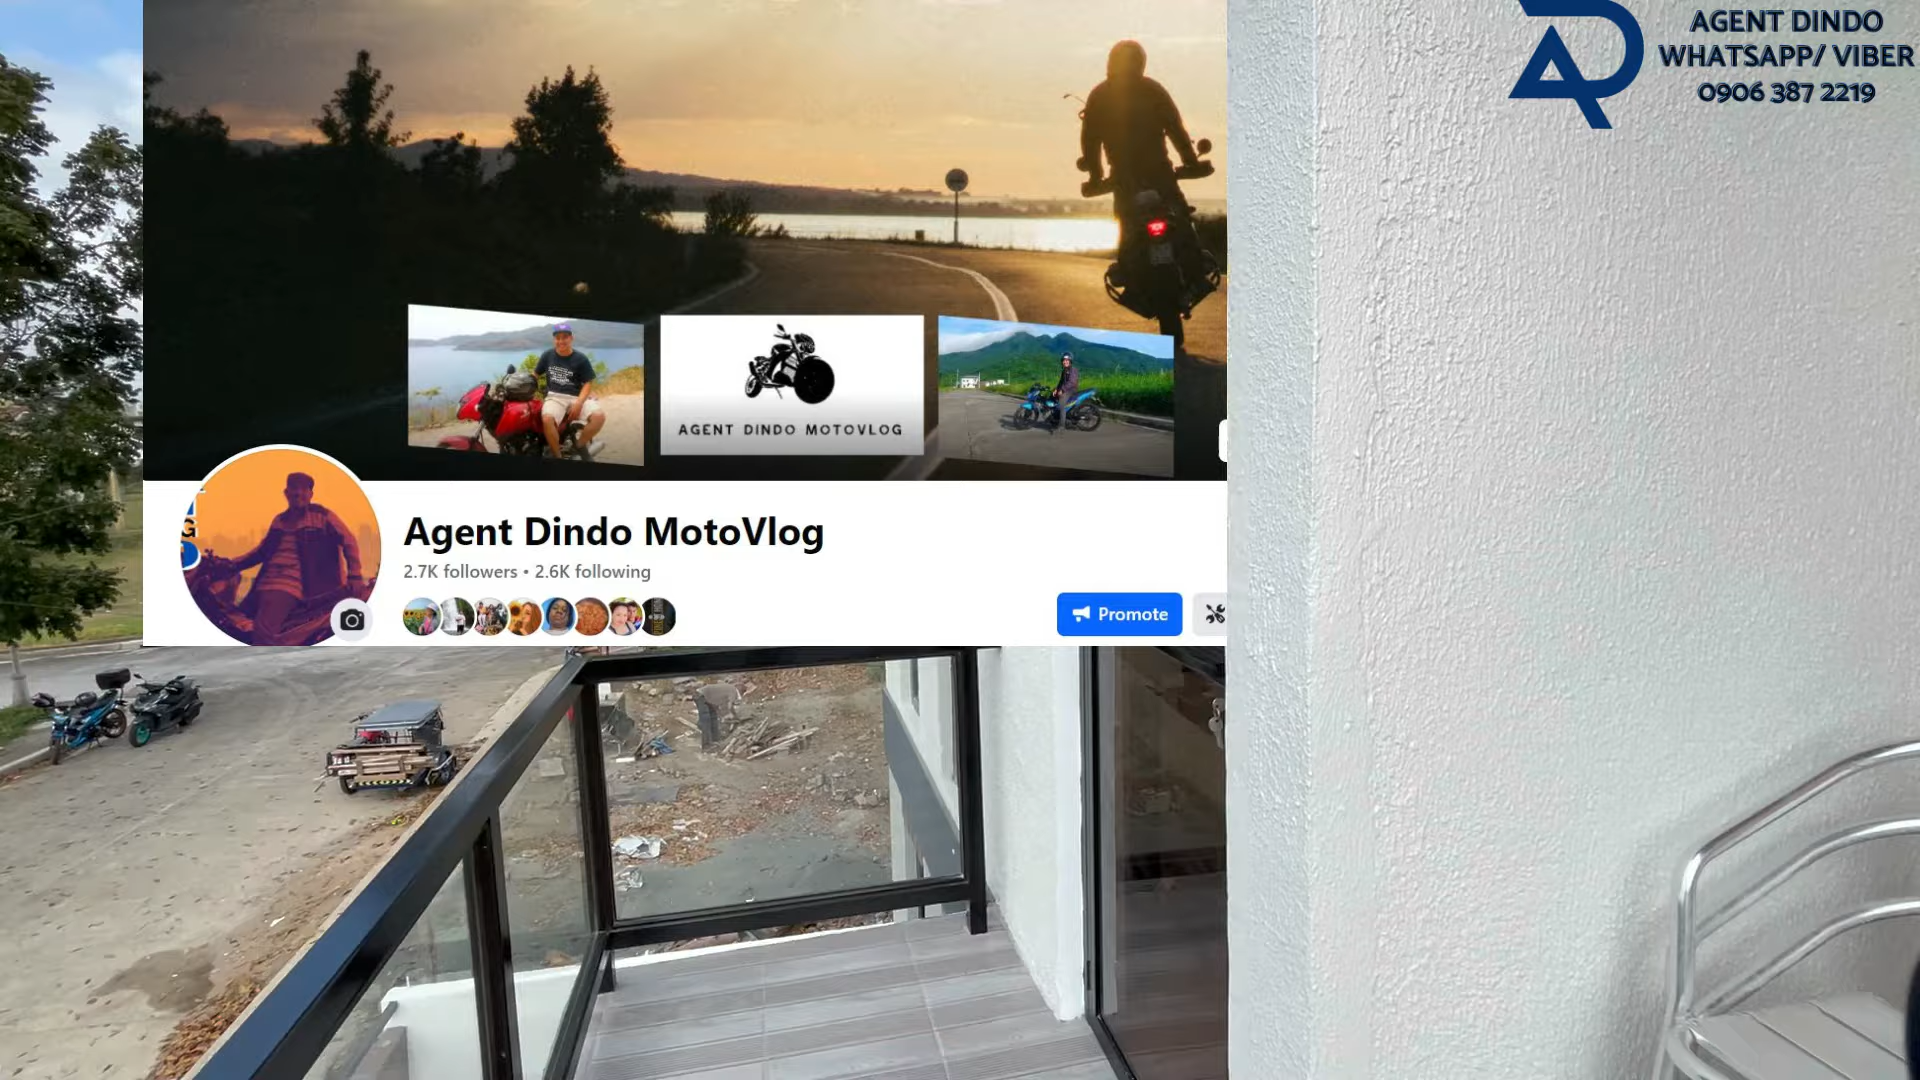 AGENT DINDO
WHATSAPP/ VIBER
0906 387 2219
AGENT DINDO MOTOVLOG
Agent Dindo MotoVlog
2.7K followers • 2.6K following
Promote